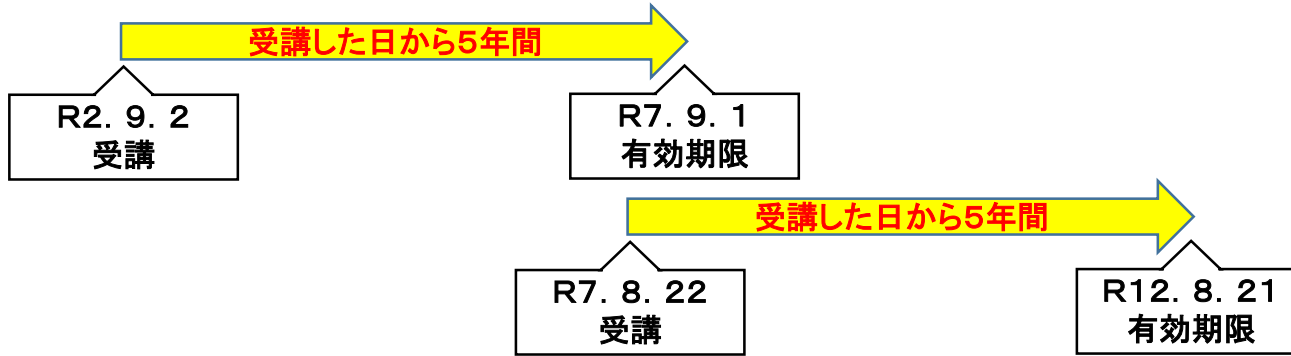 受講した日から５年間
R2．9．2
受講
R7．9．1
有効期限
受講した日から５年間
R7．8．22
受講
R12．8．21
有効期限